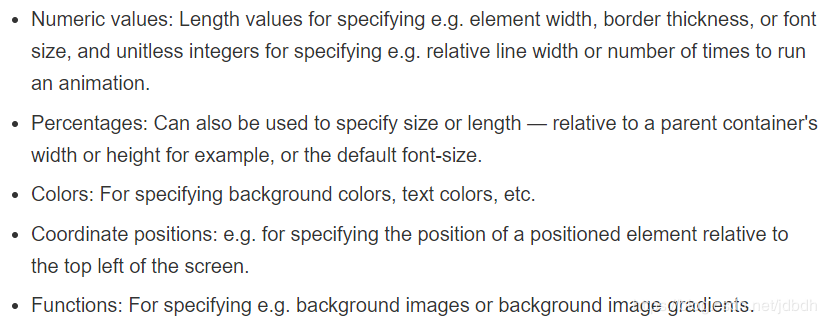 • Numeric values: Length values for specifying e.g. element width, border thickness, or font
size, and unitless integers for specifying e.g. relative line width or number of times to run
an animation.
• Percentages: Can also be used to specify size or length — relative to a parent container's
width or height for example, or the default font-size.
• Colors: For specifying background colors, text colors, etc.
• Coordinate positions: e.g. for specifying the position of a positioned element relative to
the top left of the screen.
• Functions: For specifying e.g. background images or background image gradients.